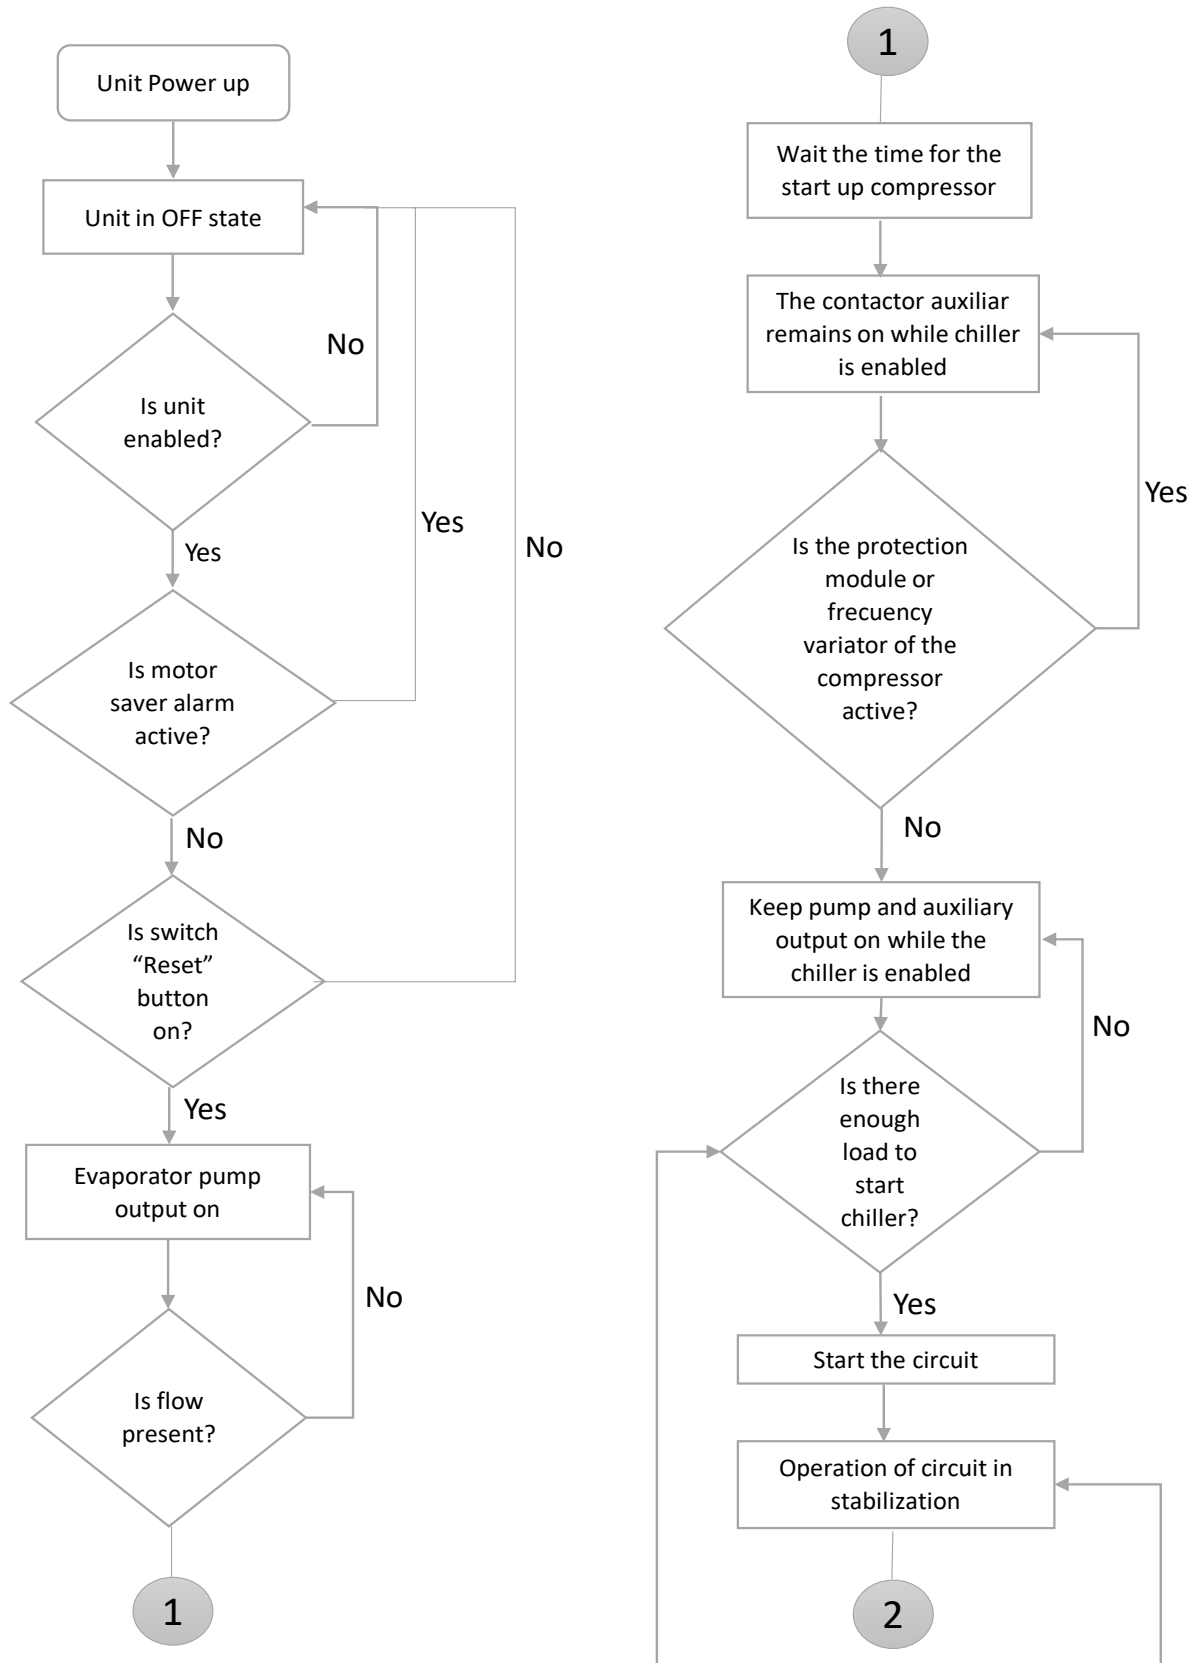 Unit Power up
Unit in OFF state
No
Is unit
enabled?
Yes
Yes
No
Is motor
saver alarm
active?
No
Is switch
“Reset”
button
on?
Yes
Evaporator pump
output on
No
Is flow
present?
1
1
Wait the time for the
start up compressor
The contactor auxiliar
remains on while chiller
is enabled
Yes
Is the protection
module or
frecuency
variator of the
compressor
active?
No
Keep pump and auxiliary
output on while the
chiller is enabled
No
Is there
enough
load to
start
chiller?
Yes
Start the circuit
Operation of circuit in
stabilization
2